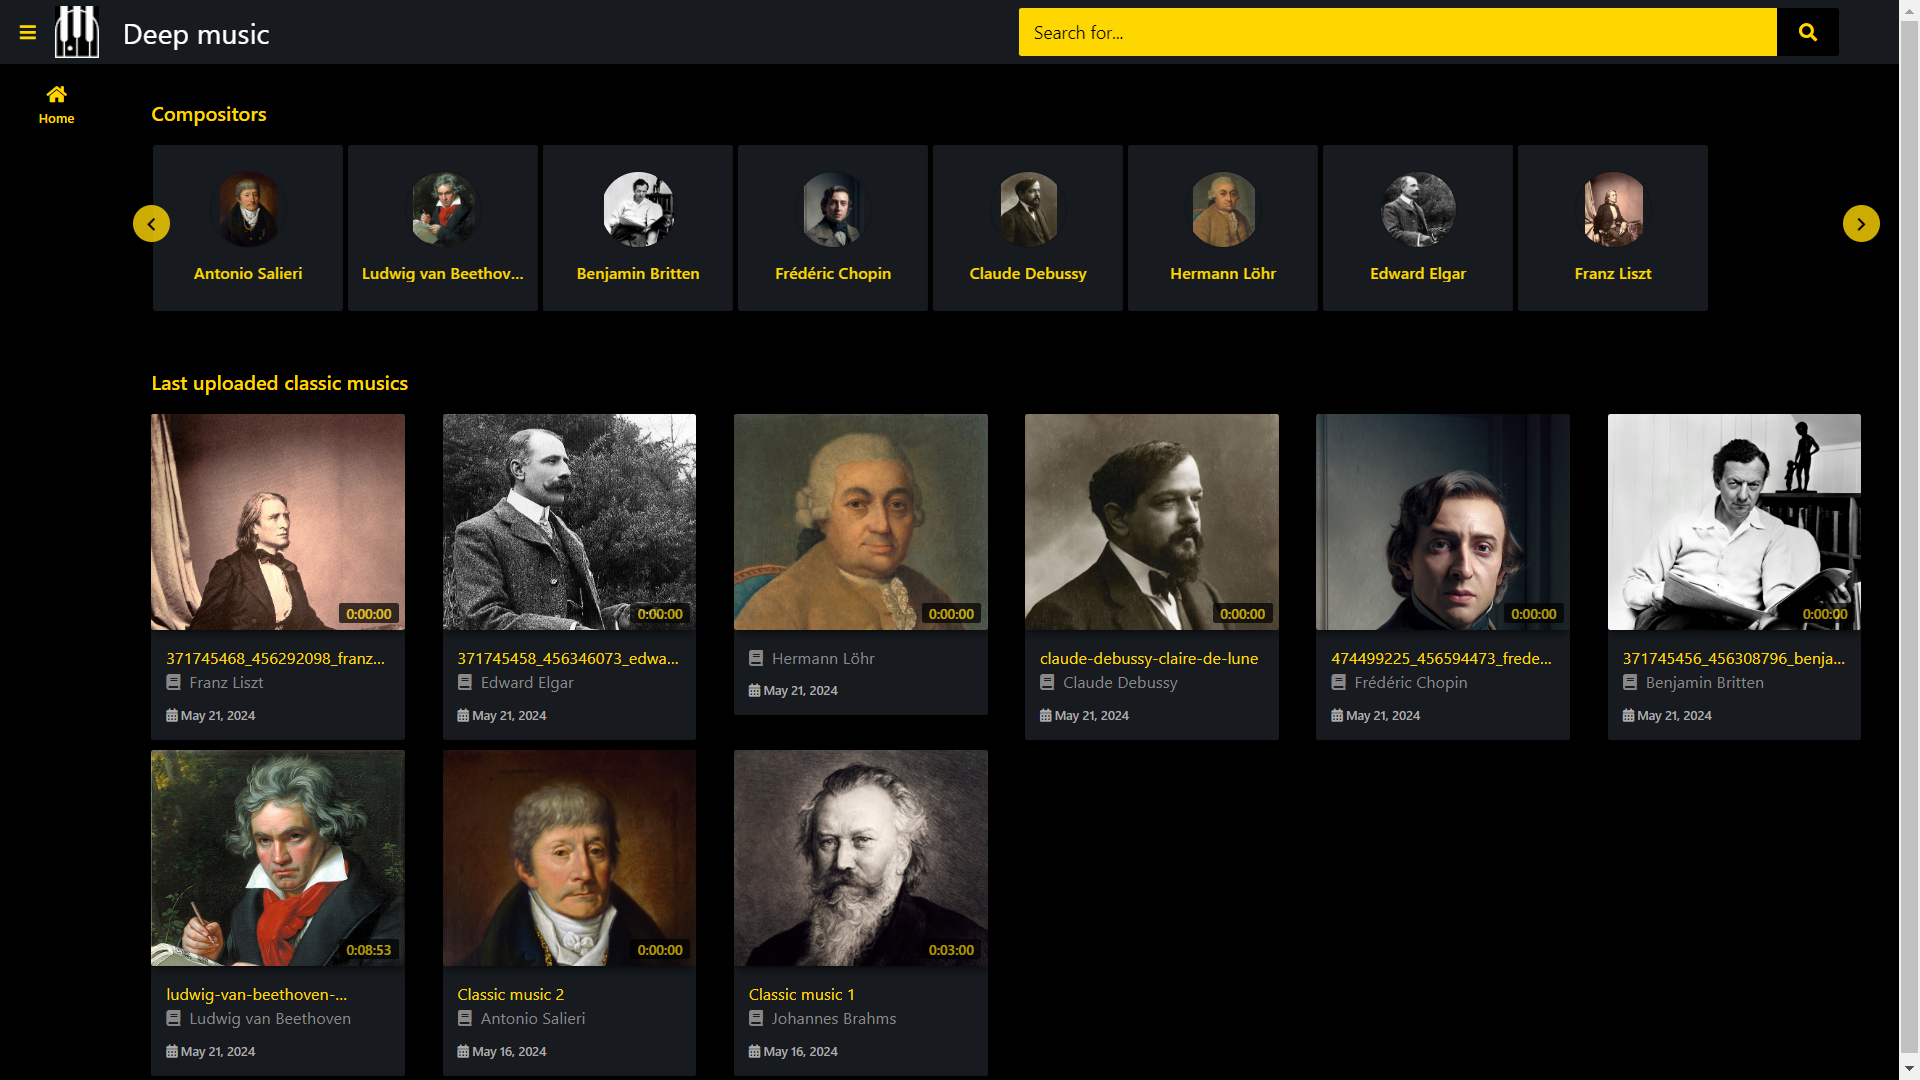 Deep music
Search for...
Home
Compositors
Antonio Salieri
Ludwig van Beethov...
Benjamin Britten
Frédéric Chopin
Claude Debussy
Hermann Löhr
Edward Elgar
Franz Liszt
Last uploaded classic musics
0:00:00
0:00:00
0:00:00
0:00:00
0:00:00
0:00:00
371745468_456292098_franz...
Franz Liszt
May 21, 2024
371745458_456346073_edwa...
Edward Elgar
May 21, 2024
Hermann Löhr
May 21, 2024
claude-debussy-claire-de-lune
Claude Debussy
May 21, 2024
474499225_456594473_frede...
Frédéric Chopin
May 21, 2024
371745456_456308796_benja...
Benjamin Britten
May 21, 2024
0:08:53
0:00:00
0:03:00
ludwig-van-beethoven-...
Ludwig van Beethoven
May 21, 2024
Classic music 2
Antonio Salieri
May 16, 2024
Classic music 1
Johannes Brahms
May 16, 2024